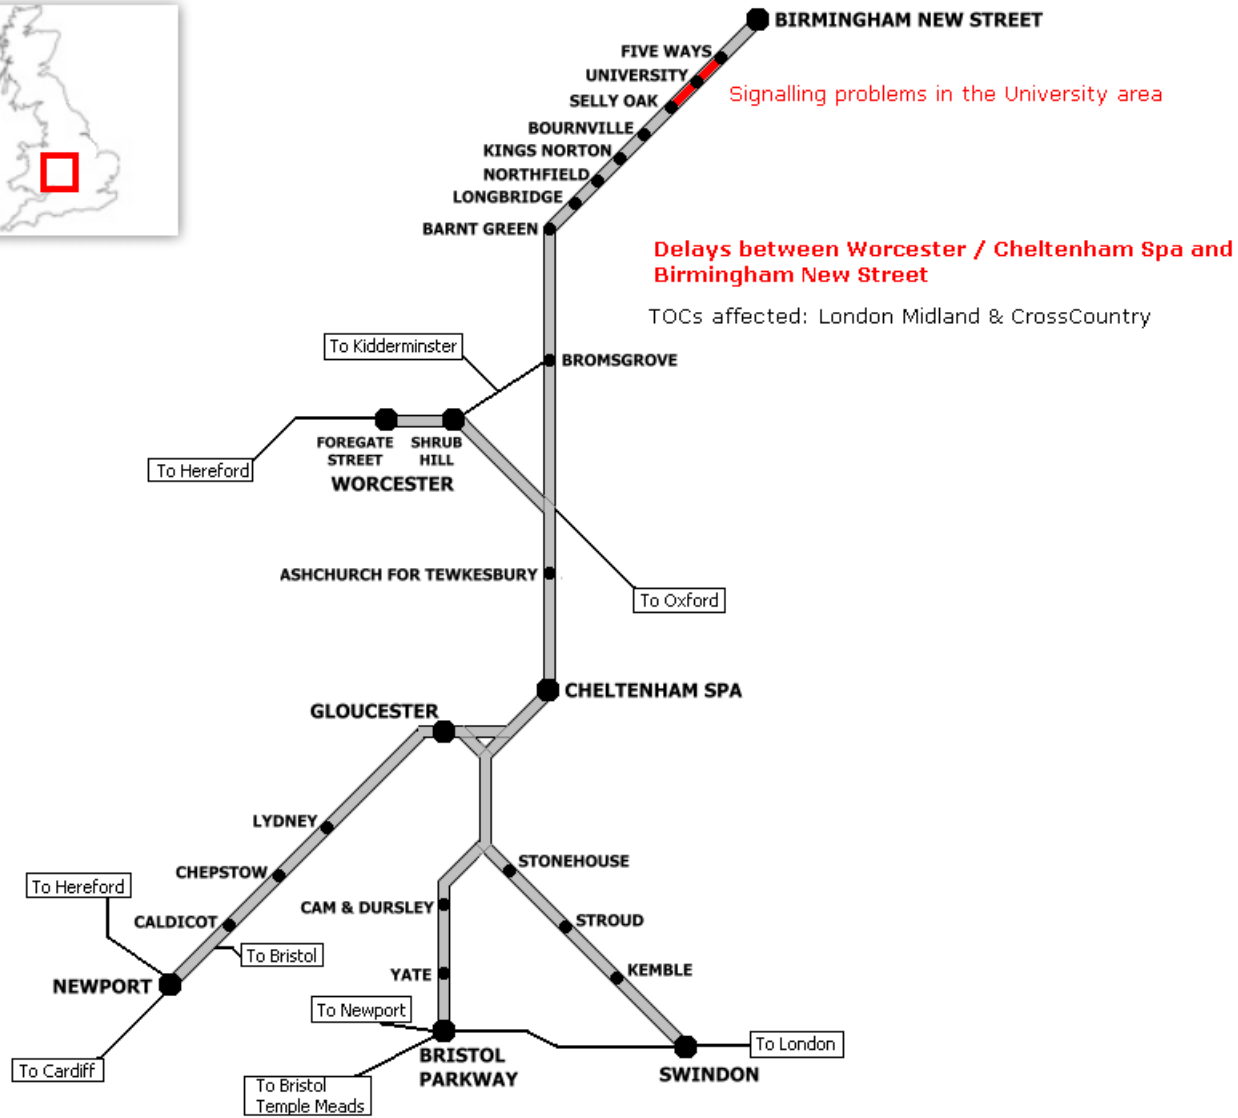 BIRMINGHAM NEW STREET
FIVE WAYS
UNIVERSITY
Signalling problems in the University area
SELLY OAK
BOURNVILLE
KINGS NORTON
NORTHFIELD
LONGBRIDGE
BARNT GREEN
Delays between Worcester / Cheltenham Spa and
Birmingham New Street
TOCs affected: London Midland & CrossCountry
To Kidderminster
BROMSGROVE
FOREGATE
STREET
SHRUB
HILL
To Hereford
WORCESTER
ASHCHURCH FOR TEWKESBURY
To Oxford
CHELTENHAM SPA
GLOUCESTER
LYDNEY
STONEHOUSE
CHEPSTOW
To Hereford
CAM & DURSLEY
CALDICOT
STROUD
To Bristol
YATE
KEMBLE
NEWPORT
To Newport
To London
BRISTOL
PARKWAY
To Cardiff
SWINDON
To Bristol
Temple Meads